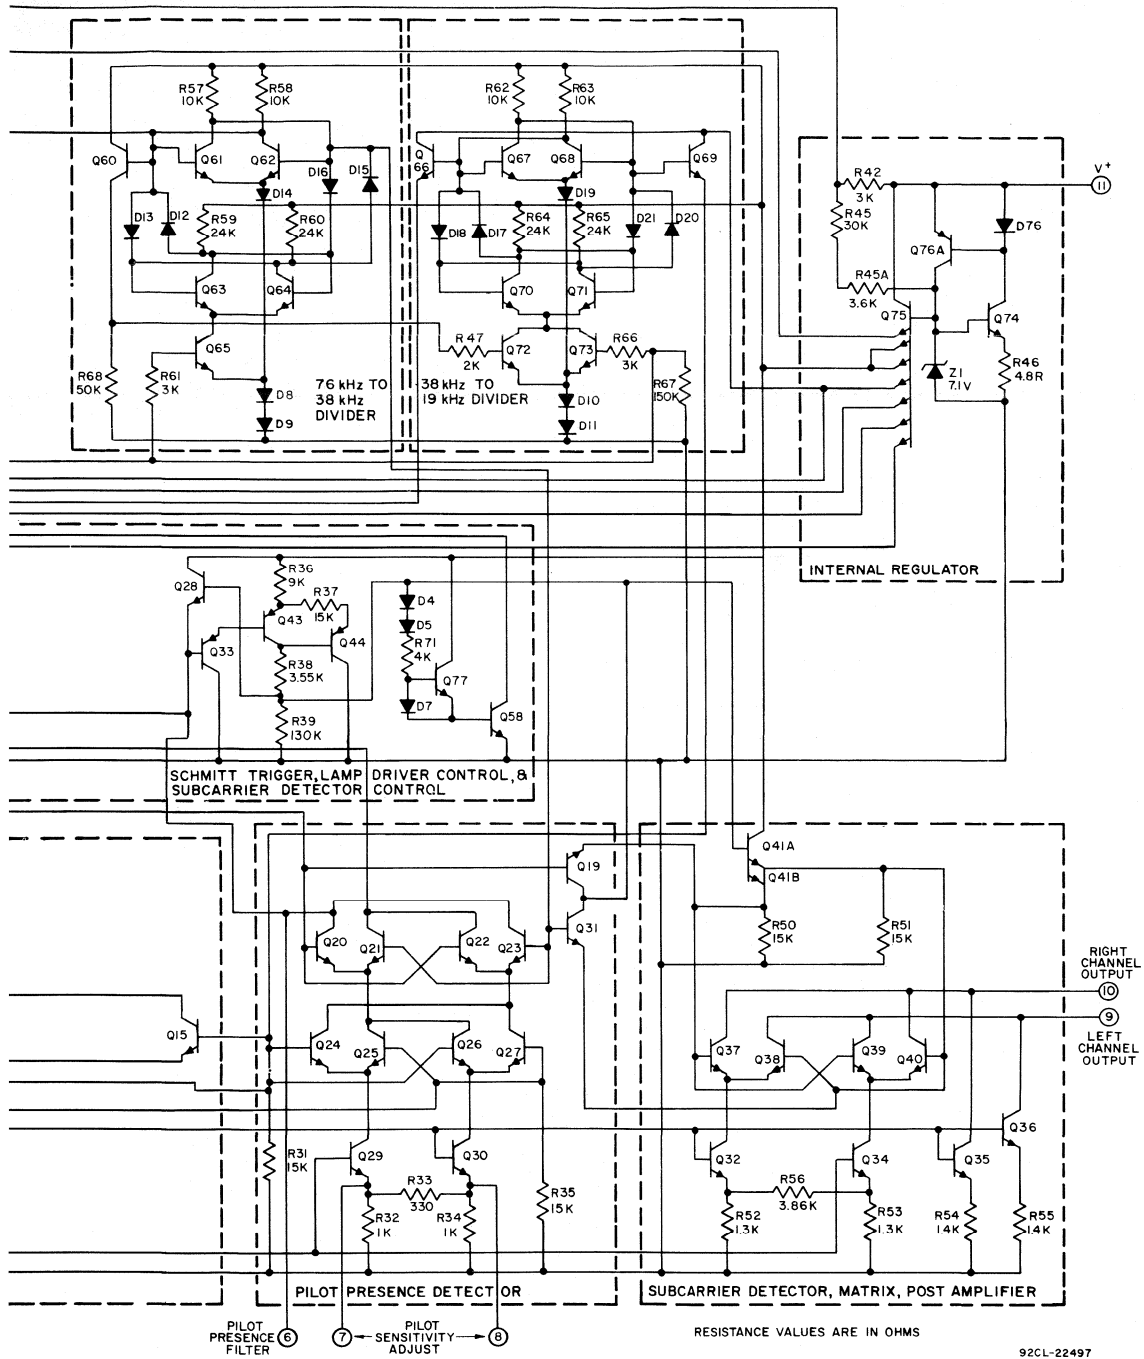 R57
10K
R58
10K
R62
10K
R63
10K
Q60
Q61
Q62
D16
D15
Q
66
Q67
Q68
Q69
D14
D19
D13
D12
R59
24K
R60
24K
D18
D17
R64
24K
R65
24K
D21
D20
Q63
Q64
Q70
Q71
Q65
R47
2K
Q72
Q73
R66
3K
R68
50K
R61
3K
D8
D9
76 kHz TO
38 kHz
DIVIDER
38 kHz TO
19 kHz DIVIDER
D10
D11
R67
150K
R42
3K
V+
11
R45
30K
D76
Q76A
R45A
3.6K
Q75
Q74
Z1
7.1V
R46
4.8R
INTERNAL REGULATOR
Q28
R36
9K
R37
15K
Q43
Q44
Q33
R38
3.55K
R39
130K
D4
D5
R71
4K
Q77
D7
Q58
SCHMITT TRIGGER, LAMP DRIVER CONTROL, &
SUBCARRIER DETECTOR CONTROL
Q19
Q41A
Q41B
Q31
R50
15K
R51
15K
Q20
Q21
Q22
Q23
RIGHT
CHANNEL
OUTPUT
10
9
LEFT
CHANNEL
OUTPUT
Q15
Q24
Q25
Q26
Q27
Q37
Q38
Q39
Q40
Q36
R31
15K
Q29
Q30
Q32
Q34
Q35
R33
330
R35
15K
R56
3.86K
R32
1K
R34
1K
R52
1.3K
R53
1.3K
R54
14K
R55
1.4K
PILOT PRESENCE DETECTOR
SUBCARRIER DETECTOR, MATRIX, POST AMPLIFIER
PILOT
PRESENCE
FILTER
6
7
PILOT
SENSITIVITY
ADJUST
8
RESISTANCE VALUES ARE IN OHMS
92CL-22497